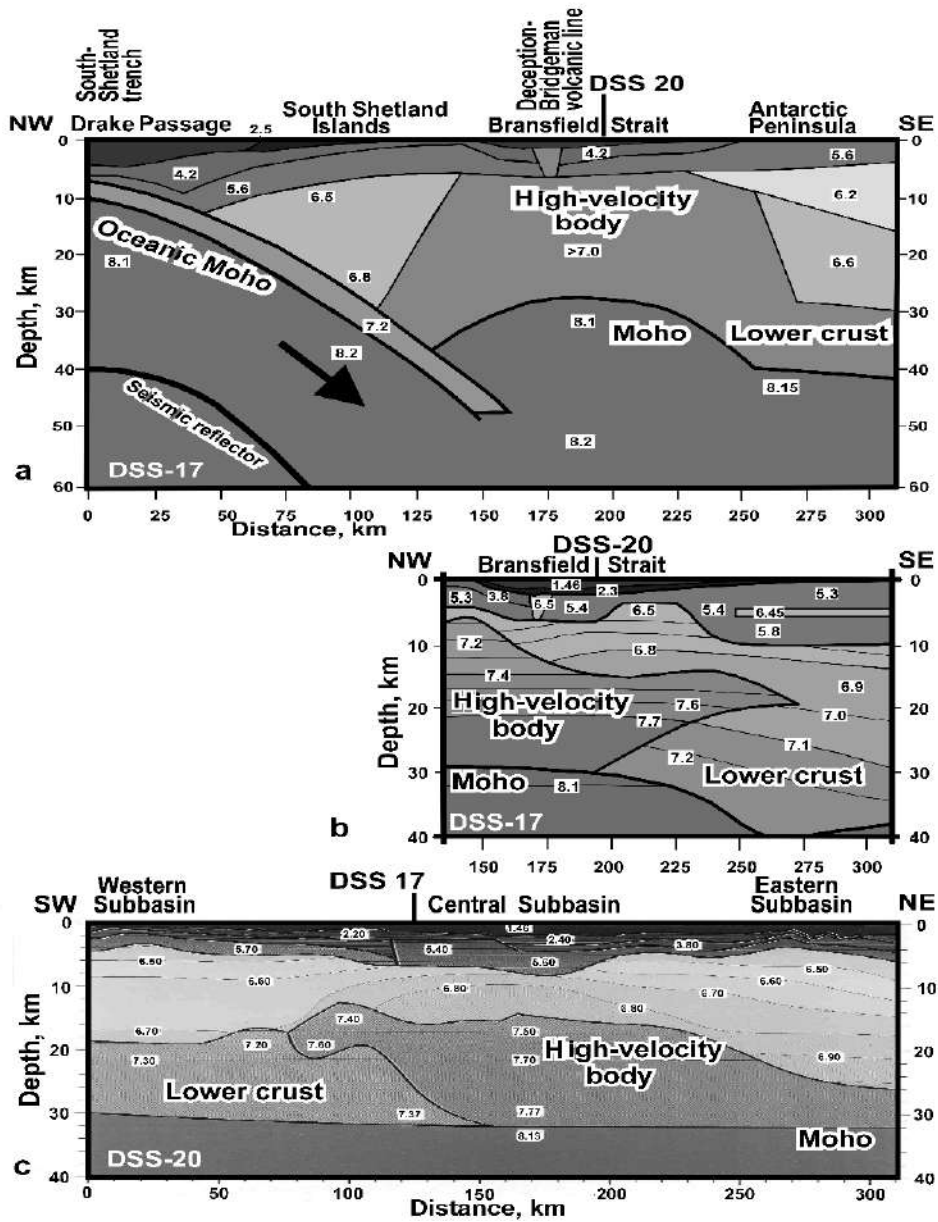 South-
Shetland
trench
Deception-
Bridgeman
volcanic line
DSS 20
NW Drake Passage 2.5 South Shetland
Islands Bransfield Strait Antarctic
Peninsula SE
0 4.2 5.6 0
4.2 5.6 6.5 High-velocity
body 6.2
10 10
Oceanic Moho >7.0
20 8.1 6.8 6.6 20
Depth, km
30 7.2 8.1 Moho Lower crust 30
8.2
40 8.15 40
Seismic reflector
50 8.2 50
a DSS-17
60 60
0 25 50 75 100 125 150 175 200 225 250 275 300
Distance, km
DSS-20
NW Bransfield Strait SE
0 1.46 2.3 5.3 0
5.3 3.8 6.5 5.4 6.5 5.4 6.45
5.8
10 7.2 6.8 10
7.4 6.9
High-velocity
body 7.6
20 7.7 7.0 20
Depth, km
7.1
7.2 Lower crust
30 Moho 8.1 30
b DSS-17
40 40
150 175 200 225 250 275 300
SW Western
Subbasin DSS 17 Central Subbasin Eastern
Subbasin NE
0 1.46 0
2.20 2.40 3.80
5.70 5.40 5.60
6.50 6.50
6.60 6.60
10 6.80 6.70 10
6.80
7.40
6.70 7.50
20 7.20 7.60 High-velocity
body 20
7.30 7.70 6.90
Depth, km
Lower crust
30 7.37 7.77 30
8.13 Moho
c DSS-20
40 40
0 50 100 150 200 250 300
Distance, km